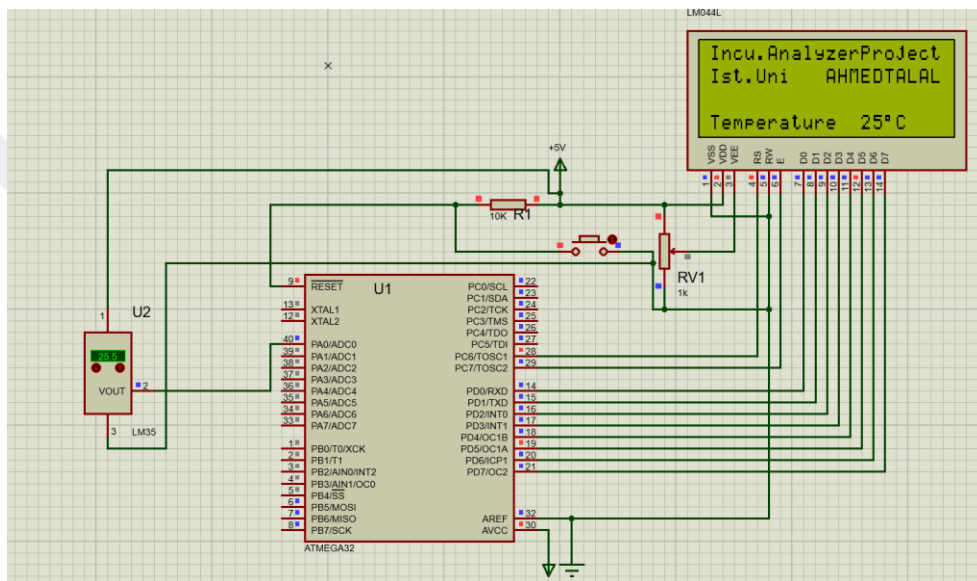 LM044L
Incu.AnalyzerProject
Ist.Uni AHMEDTALAL
Temperature 25°C
VSS VDD VEE RS RW E D0 D1 D2 D3 D4 D5 D6 D7
1 2 3 4 5 6 7 8 9 10 11 12 13 14
+5V
10K R1
RV1
1k
U1
9 RESET
13 XTAL1
12 XTAL2
40 PA0/ADC0
39 PA1/ADC1
38 PA2/ADC2
37 PA3/ADC3
36 PA4/ADC4
35 PA5/ADC5
34 PA6/ADC6
33 PA7/ADC7
1 PB0/T0/XCK
2 PB1/T1
3 PB2/AIN0/INT2
4 PB3/AIN1/OC0
5 PB4/SS
6 PB5/MOSI
7 PB6/MISO
8 PB7/SCK
PC0/SCL 22
PC1/SDA 23
PC2/TCK 24
PC3/TMS 25
PC4/TDO 26
PC5/TDI 27
PC6/TOSC1 28
PC7/TOSC2 29
PD0/RXD 14
PD1/TXD 15
PD2/INT0 16
PD3/INT1 17
PD4/OC1B 18
PD5/OC1A 19
PD6/ICP1 20
PD7/OC2 21
AREF 32
AVCC 30
ATMEGA32
U2
1
25.5
VOUT 2
3
LM35